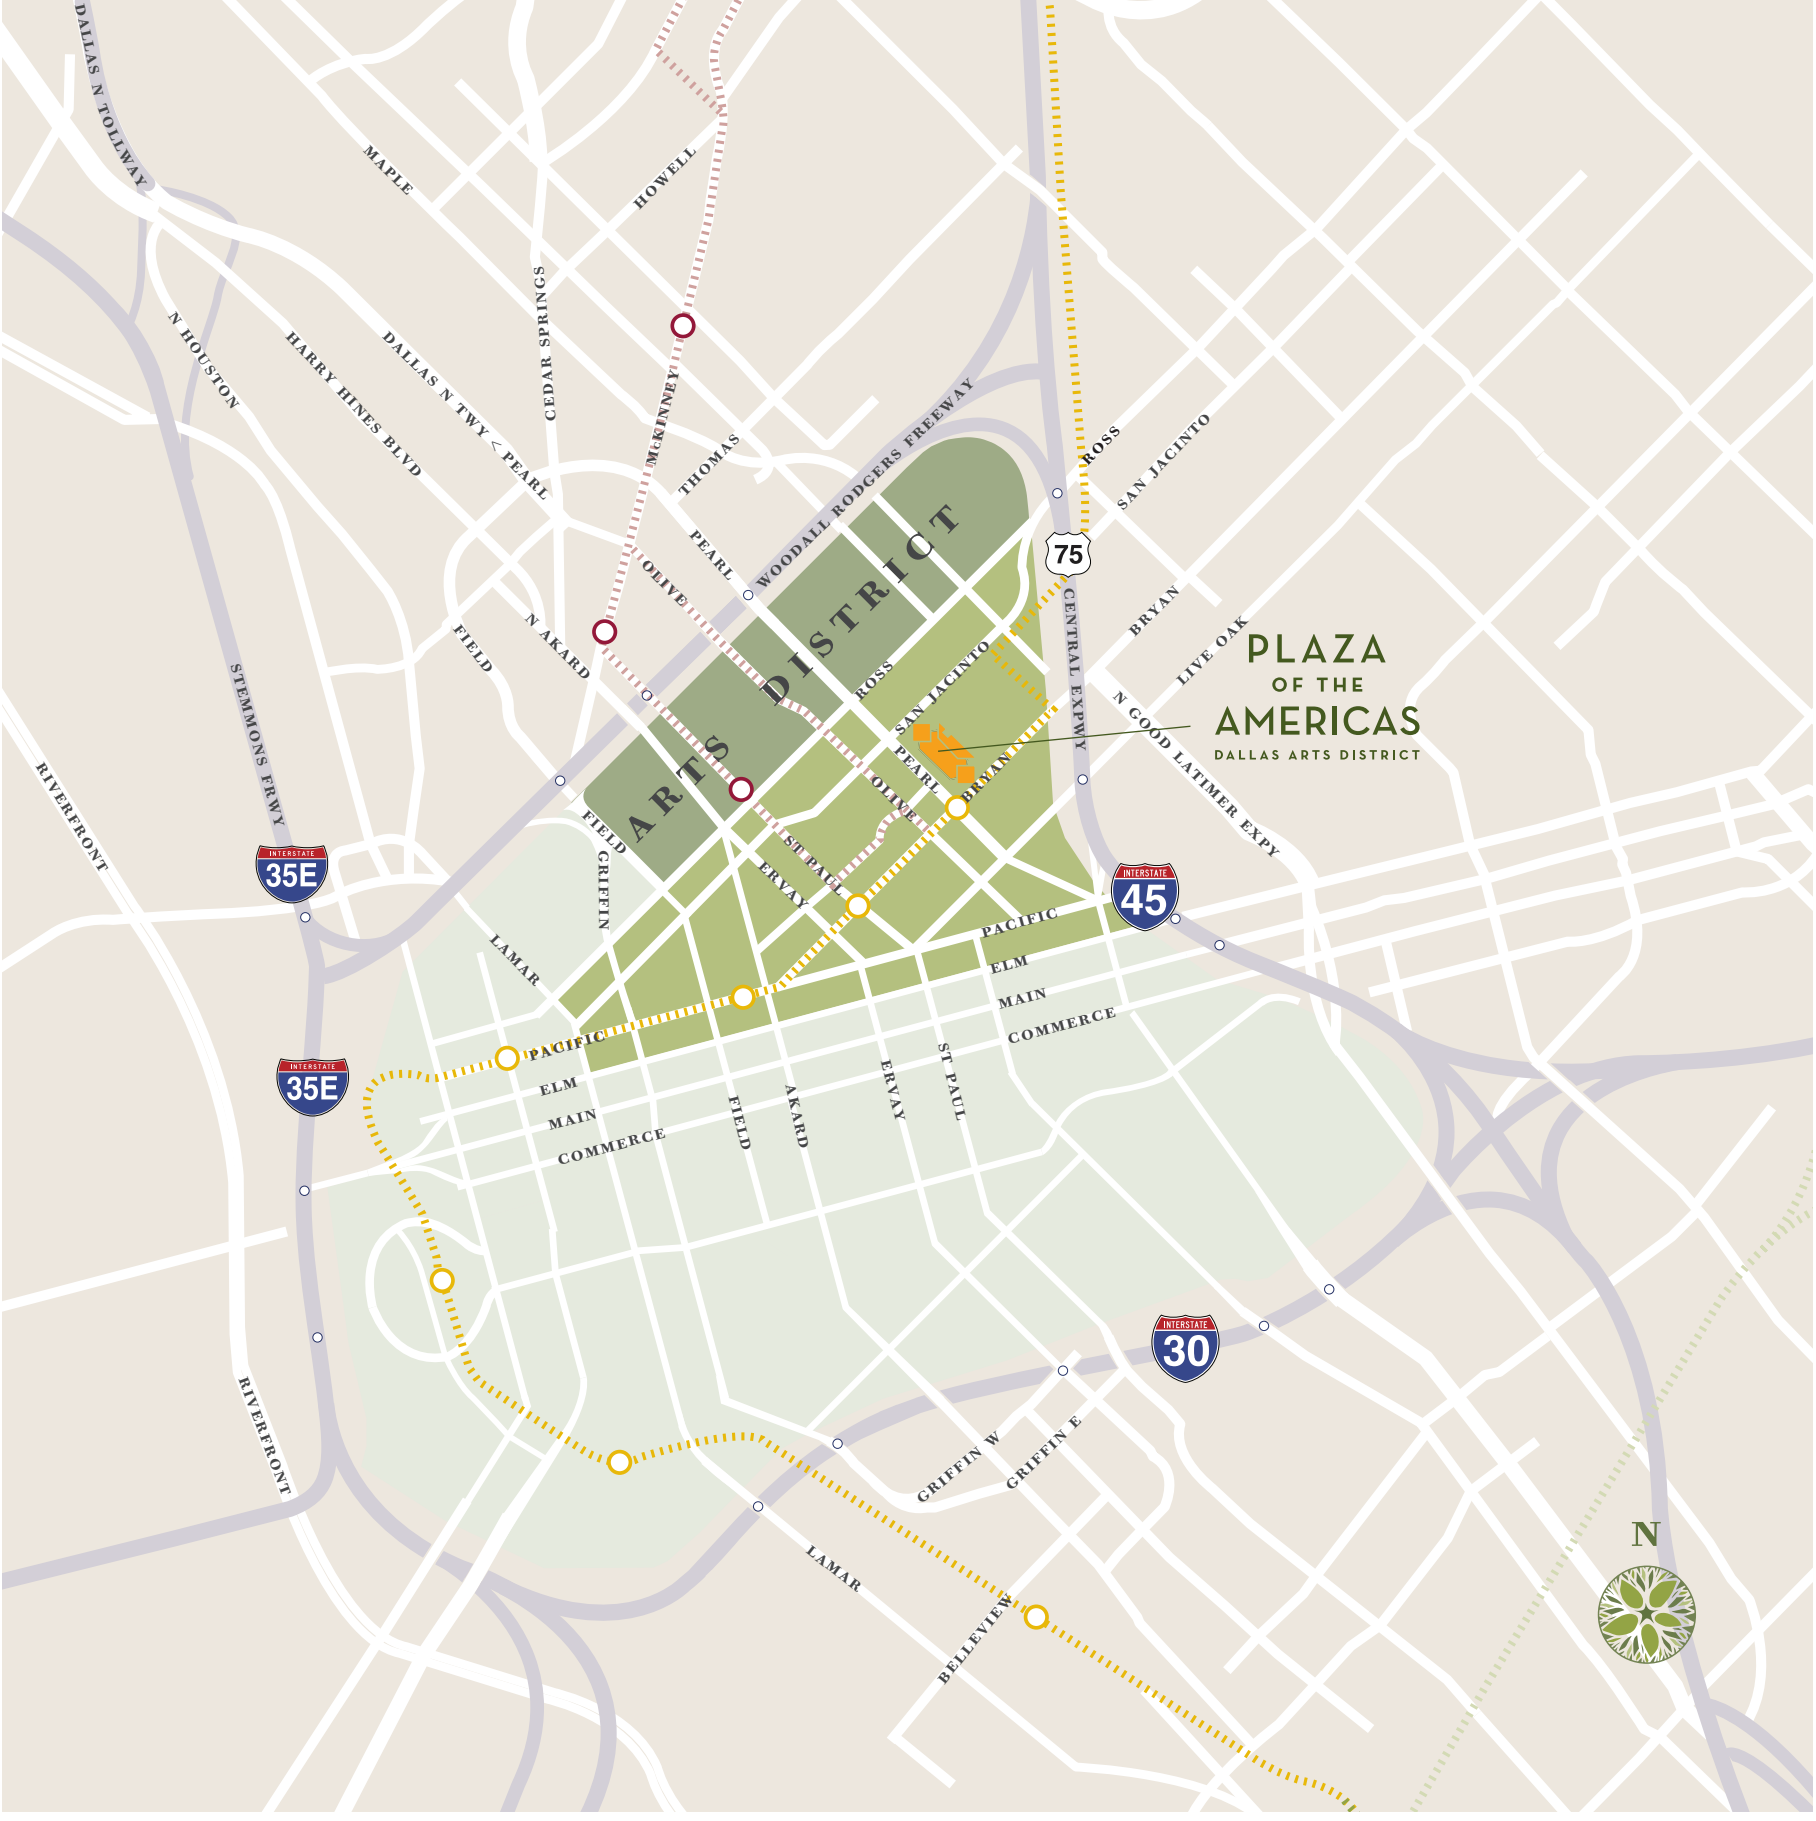 DALLAS N TOLLWAY
MAPLE
HOWELL
N HOUSTON
HARRY HINES BLVD
DALLAS N TWY < PEARL
CEDAR SPRINGS
McKINNEY
THOMAS
WOODALL RODGERS FREEWAY
ROSS
SAN JACINTO
PEARL
OLIVE
75
CENTRAL EXPWY
BRYAN
LIVE OAK
FIELD
N AKARD
ARTS DISTRICT
ROSS
SAN JACINTO
PEARL
OLIVE
BRYAN
PLAZA
OF THE
AMERICAS
DALLAS ARTS DISTRICT
N GOOD LATIMER EXPY
STEMMONS FRWY
RIVERFRONT
FIELD
GRIFFIN
ST PAUL
ERVAY
INTERSTATE
35E
INTERSTATE
45
LAMAR
PACIFIC
ELM
MAIN
COMMERCE
INTERSTATE
35E
PACIFIC
ELM
MAIN
COMMERCE
FIELD
AKARD
ERVAY
ST PAUL
INTERSTATE
30
RIVERFRONT
GRIFFIN W
GRIFFIN E
LAMAR
BELLEVIEW
N